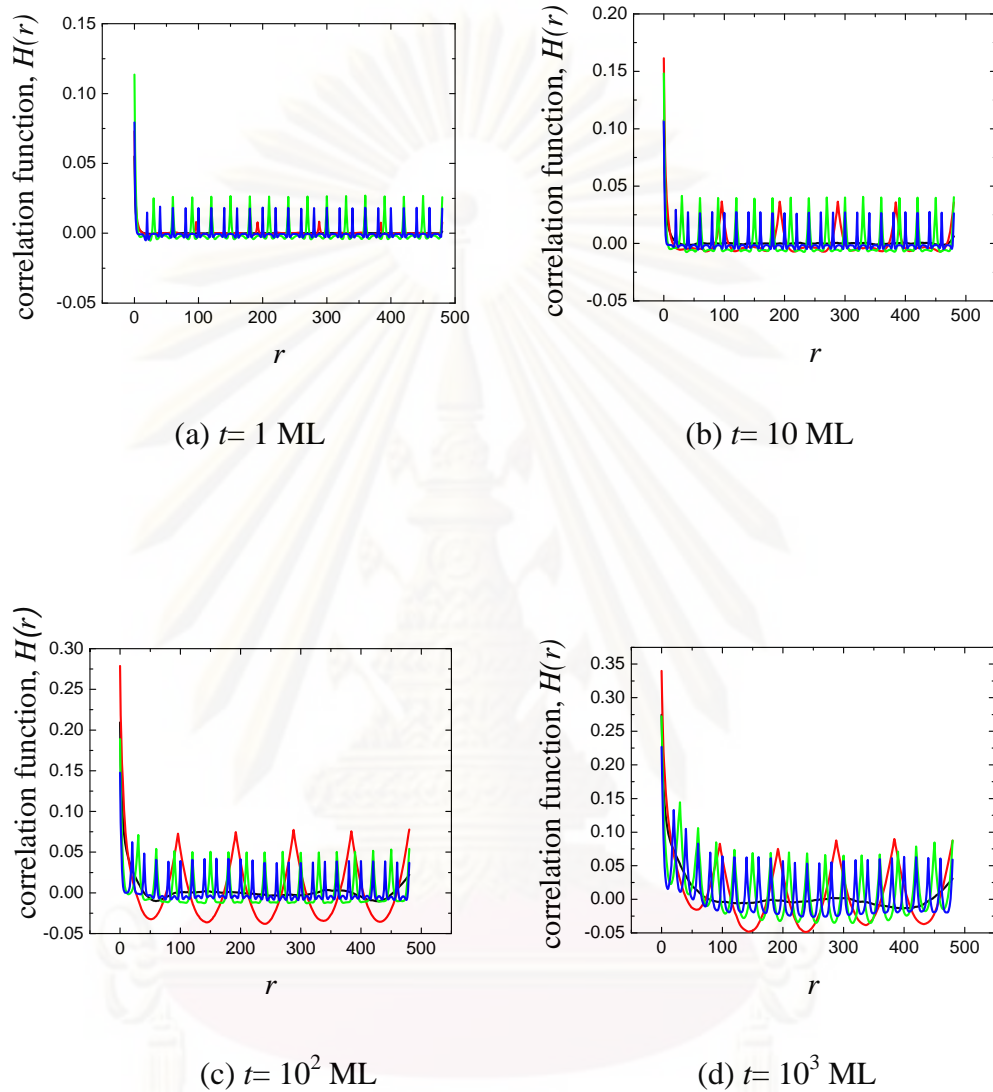 correlation function, H(r)
0.15
0.10
0.05
0.00
-0.05
0 100 200 300 400 500
r
(a) t= 1 ML
correlation function, H(r)
0.20
0.15
0.10
0.05
0.00
-0.05
0 100 200 300 400 500
r
(b) t= 10 ML
correlation function, H(r)
0.30
0.25
0.20
0.15
0.10
0.05
0.00
-0.05
0 100 200 300 400 500
r
(c) t= 10² ML
correlation function, H(r)
0.35
0.30
0.25
0.20
0.15
0.10
0.05
0.00
-0.05
0 100 200 300 400 500
r
(d) t= 10³ ML